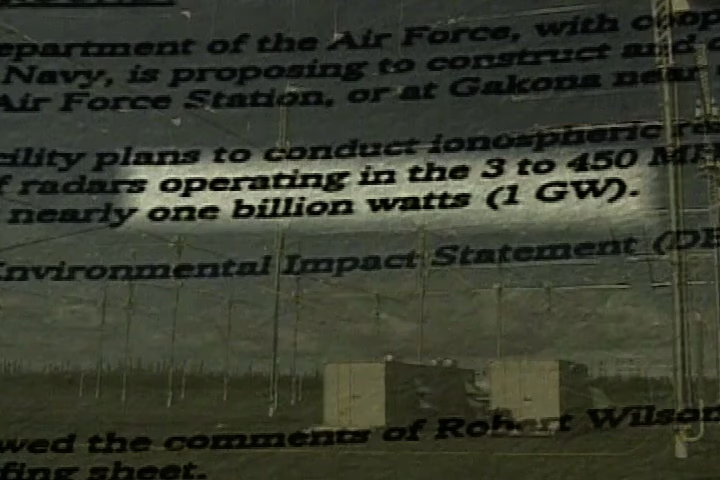 epartment of the Air Force, with coop
Navy, is proposing to construct and
Air Force Station, or at Gakona near
cility plans to conduct ionospheric
f radars operating in the 3 to 450
nearly one billion watts (1 GW).
Environmental Impact Statement (DE
wed the comments of Robert Wilson
fing sheet.